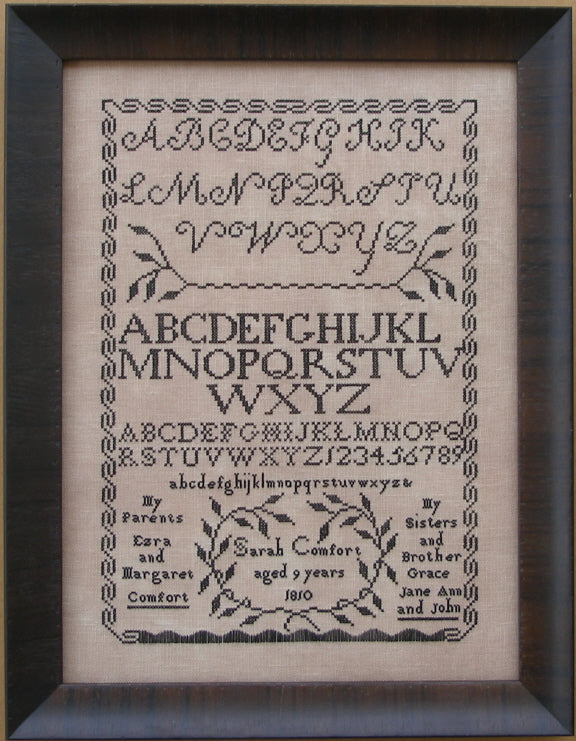 ABCDEFGHIK
LMNPQRSTU
VWXYZ
ABCDEFGHIJKL
MNOPQRSTUV
WXYZ
ABCDEFGHIJKLMNOPQ
RSTUVWXYZ123456789
abcdefghijklmnopqrstuvwxyz&
My
Parents
Ezra
and
Margaret
Comfort
Sarah Comfort
aged 9 years
1810
My
Sisters
and
Brother
Grace
Jane Ann
and John